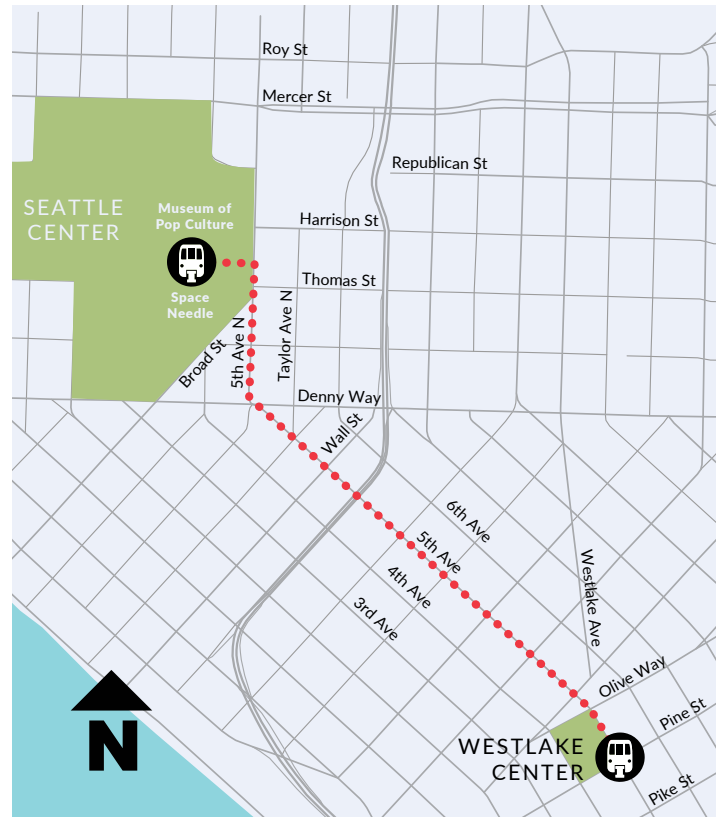 Roy St
Mercer St
Republican St
SEATTLE
CENTER
Museum of
Pop Culture
Harrison St
Space
Needle
Thomas St
Broad St
5th Ave N
Taylor Ave N
Denny Way
Wall St
6th Ave
5th Ave
4th Ave
3rd Ave
Westlake Ave
Olive Way
Pine St
WESTLAKE
CENTER
Pike St
N